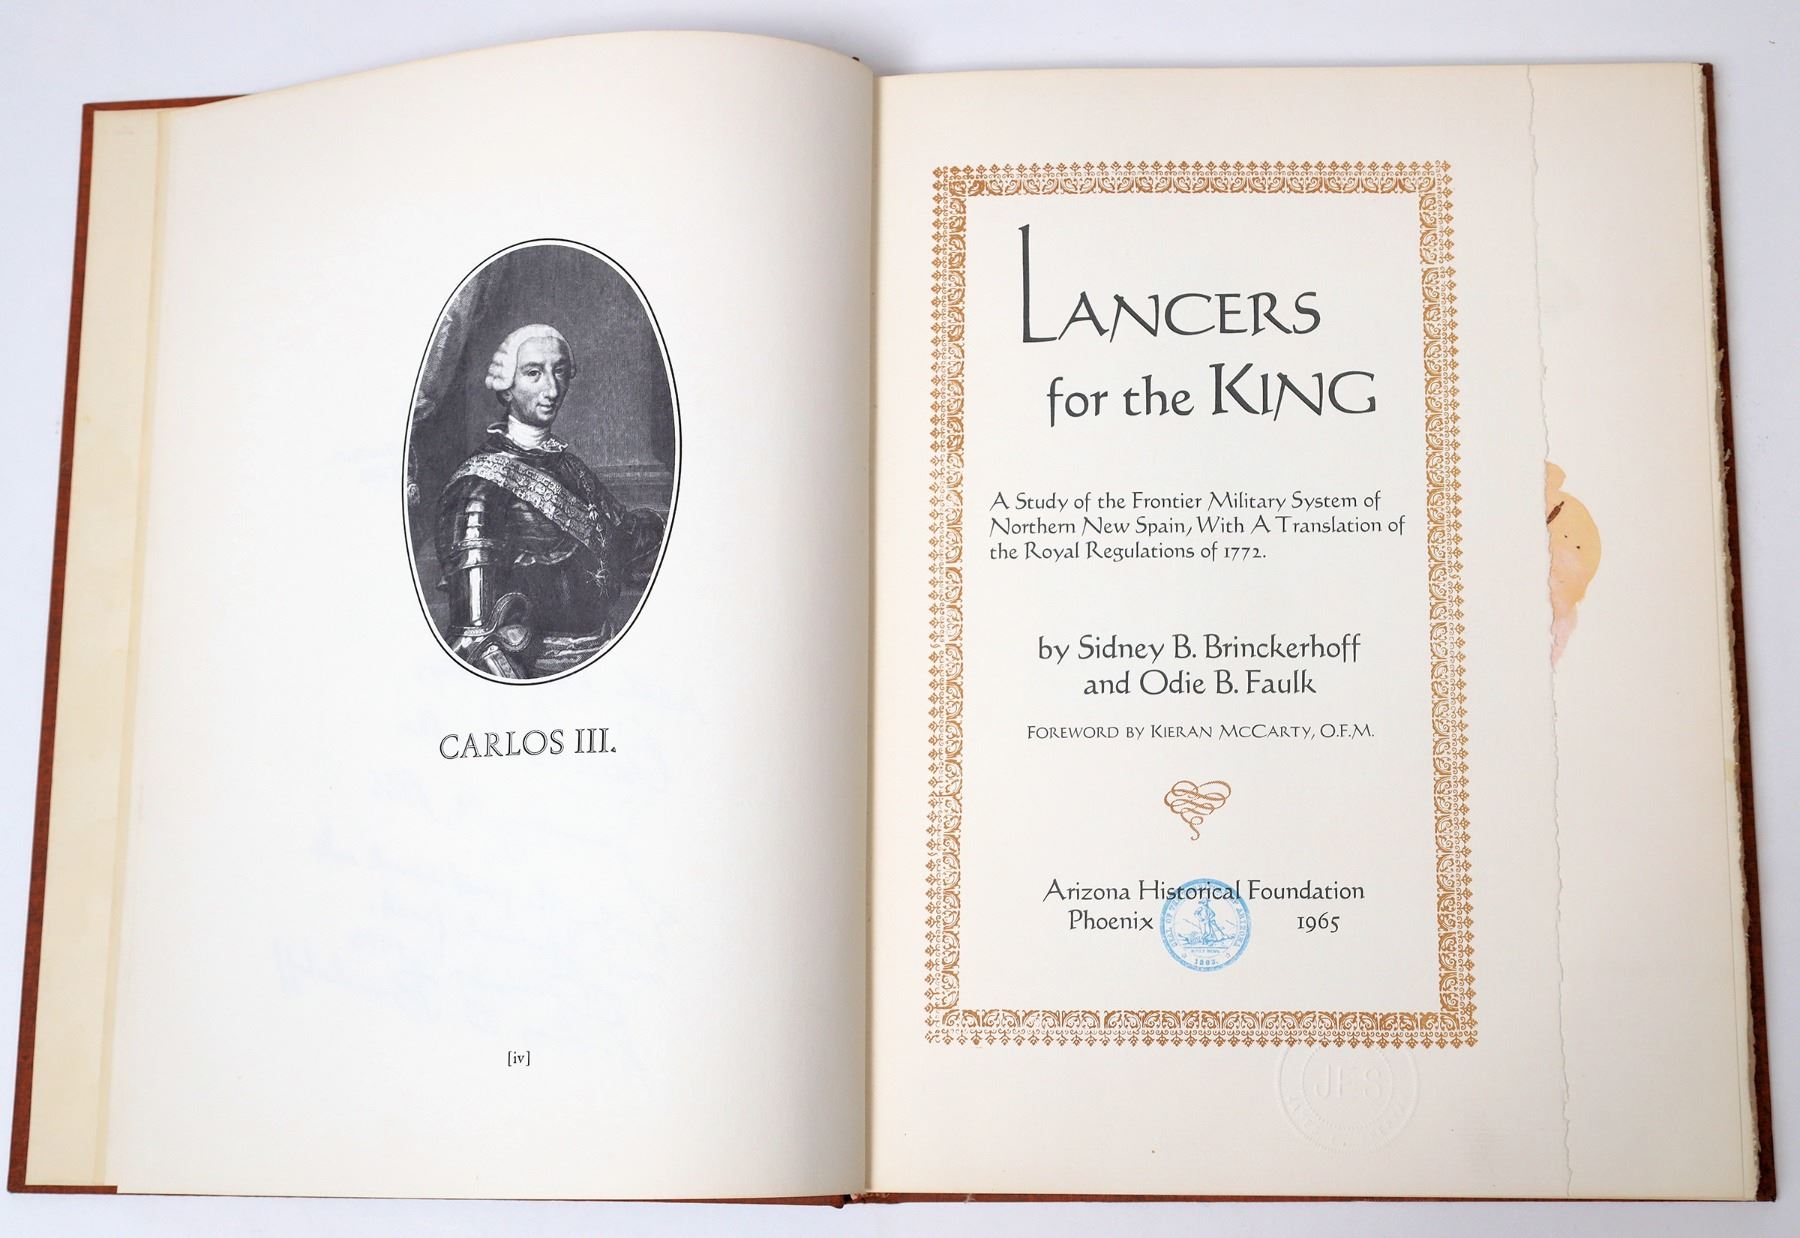 CARLOS III.
[iv]
LANCERS
for the KING
A Study of the Frontier Military System of
Northern New Spain, With A Translation of
the Royal Regulations of 1772.
by Sidney B. Brinckerhoff
and Odie B. Faulk
FOREWORD BY KIERAN MCCARTY, O.F.M.
Arizona Historical Foundation
Phoenix 1965
1863.
JFS